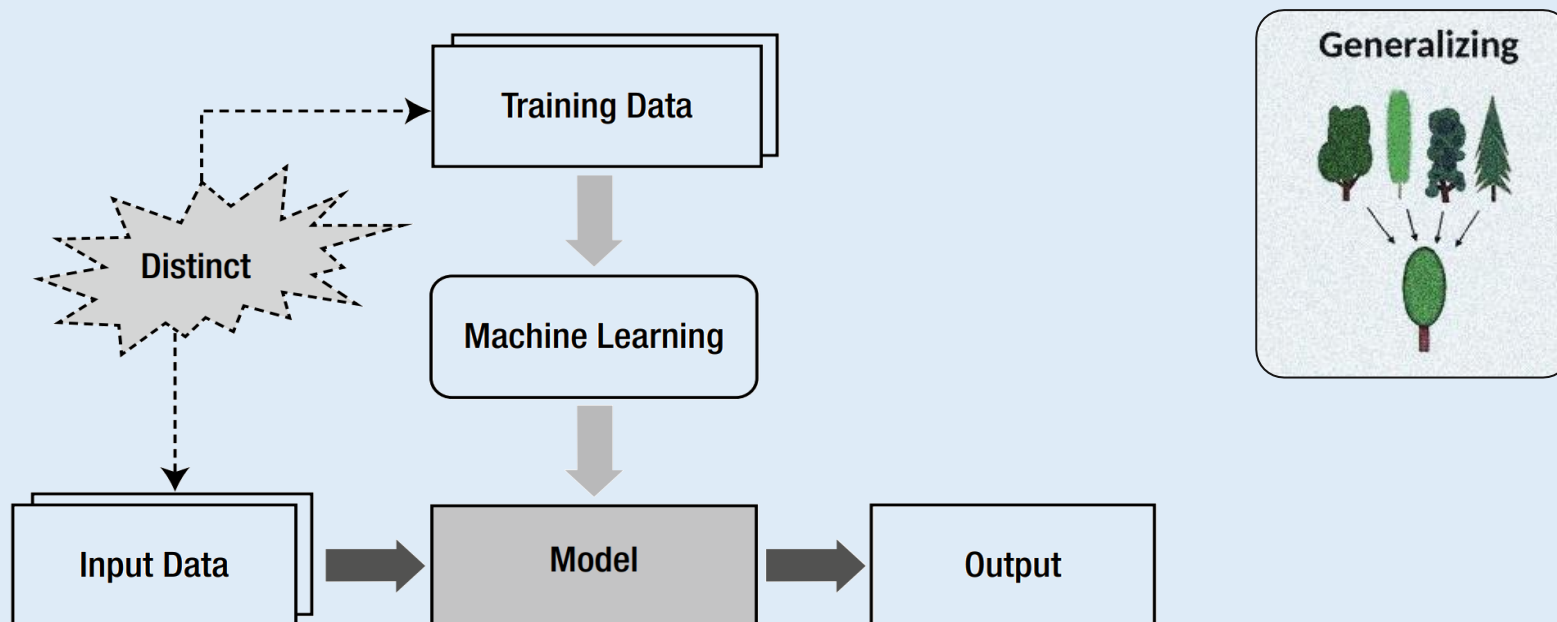 Generalizing
Training Data
Distinct
Machine Learning
Input Data
Model
Output